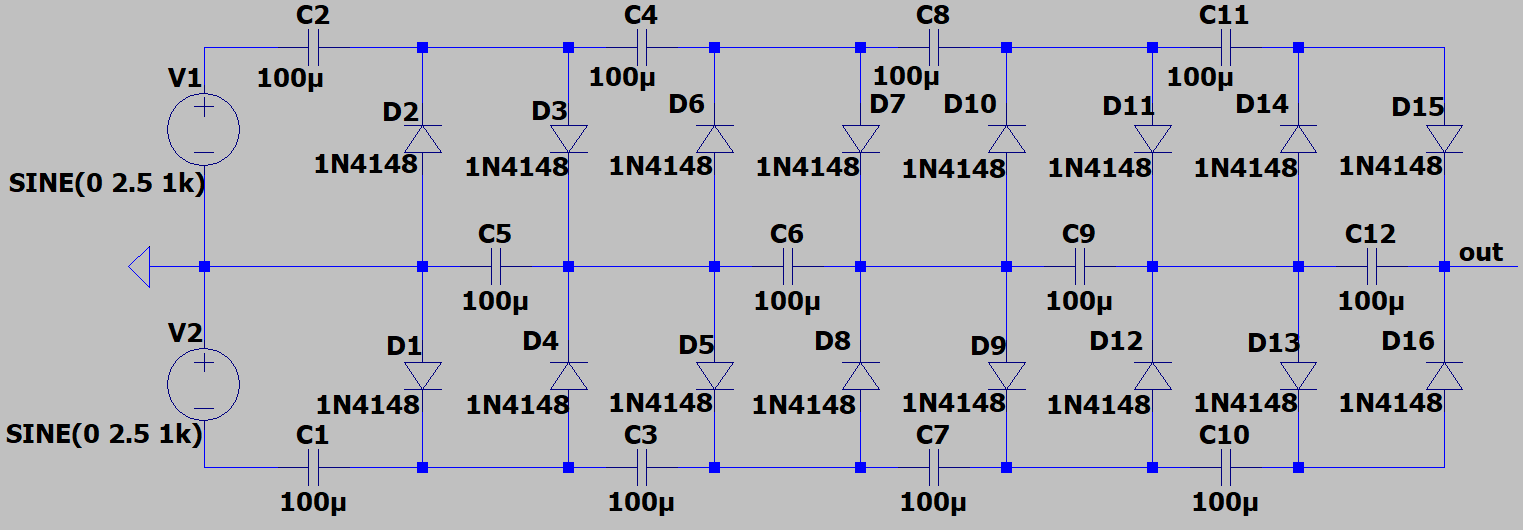 C2 C4 C8 C11
V1 100µ 100µ 100µ 100µ
D2 D3 D6 D7 D10 D11 D14 D15
1N4148 1N4148 1N4148 1N4148 1N4148 1N4148 1N4148 1N4148
SINE(0 2.5 1k)
C5 C6 C9 C12 out
100µ 100µ 100µ 100µ
V2 D1 D4 D5 D8 D9 D12 D13 D16
1N4148 1N4148 1N4148 1N4148 1N4148 1N4148 1N4148 1N4148
SINE(0 2.5 1k) C1 C3 C7 C10
100µ 100µ 100µ 100µ